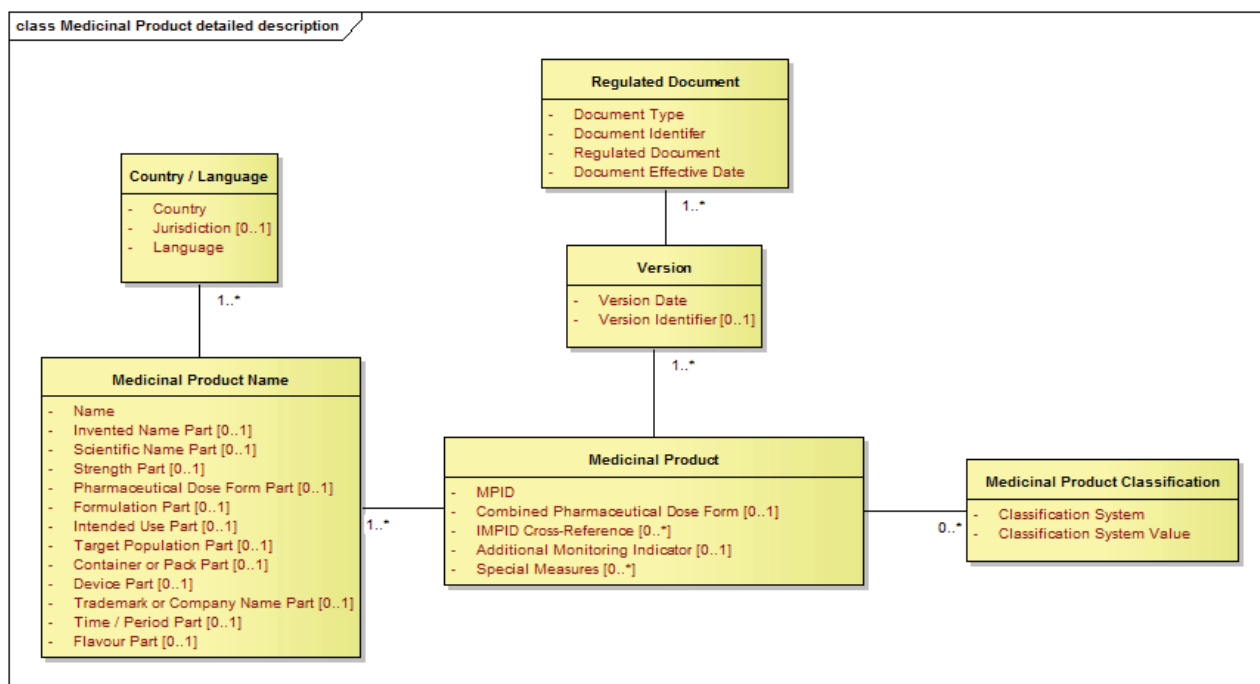 class Medicinal Product detailed description
Regulated Document
- Document Type
- Document Identifer
- Regulated Document
- Document Effective Date
1..*
Country / Language
- Country
- Jurisdiction [0..1]
- Language
1..*
Version
- Version Date
- Version Identifier [0..1]
1..*
Medicinal Product Name
- Name
- Invented Name Part [0..1]
- Scientific Name Part [0..1]
- Strength Part [0..1]
- Pharmaceutical Dose Form Part [0..1]
- Formulation Part [0..1]
- Intended Use Part [0..1]
- Target Population Part [0..1]
- Container or Pack Part [0..1]
- Device Part [0..1]
- Trademark or Company Name Part [0..1]
- Time / Period Part [0..1]
- Flavour Part [0..1]
1..*
Medicinal Product
- MPID
- Combined Pharmaceutical Dose Form [0..1]
- IMPID Cross-Reference [0..*]
- Additional Monitoring Indicator [0..1]
- Special Measures [0..*]
0..*
Medicinal Product Classification
- Classification System
- Classification System Value